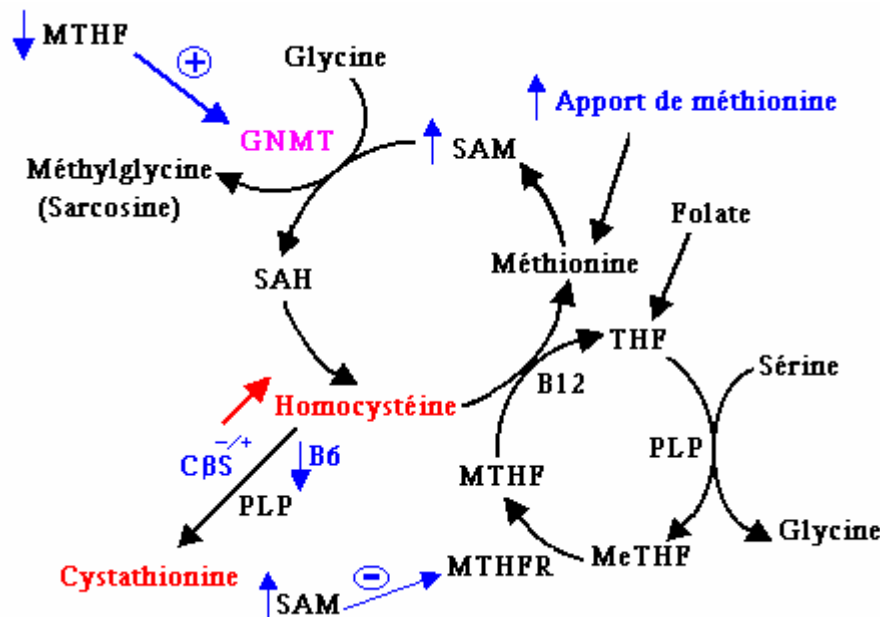 MTHF
+
Glycine
Apport de méthionine
GNMT
SAM
Méthylglycine
(Sarcosine)
Folate
SAH
Méthionine
THF
Sérine
B12
Homocystéine
CβS-/+
B6
PLP
PLP
MTHF
Glycine
Cystathionine
SAM
−
MTHFR
MeTHF